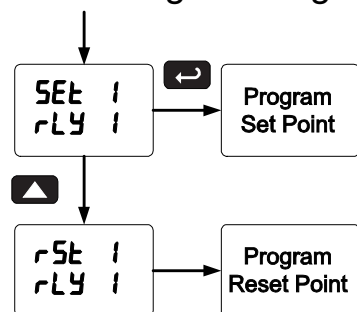 SEt 1
rLY 1
Program
Set Point
rSt 1
rLY 1
Program
Reset Point